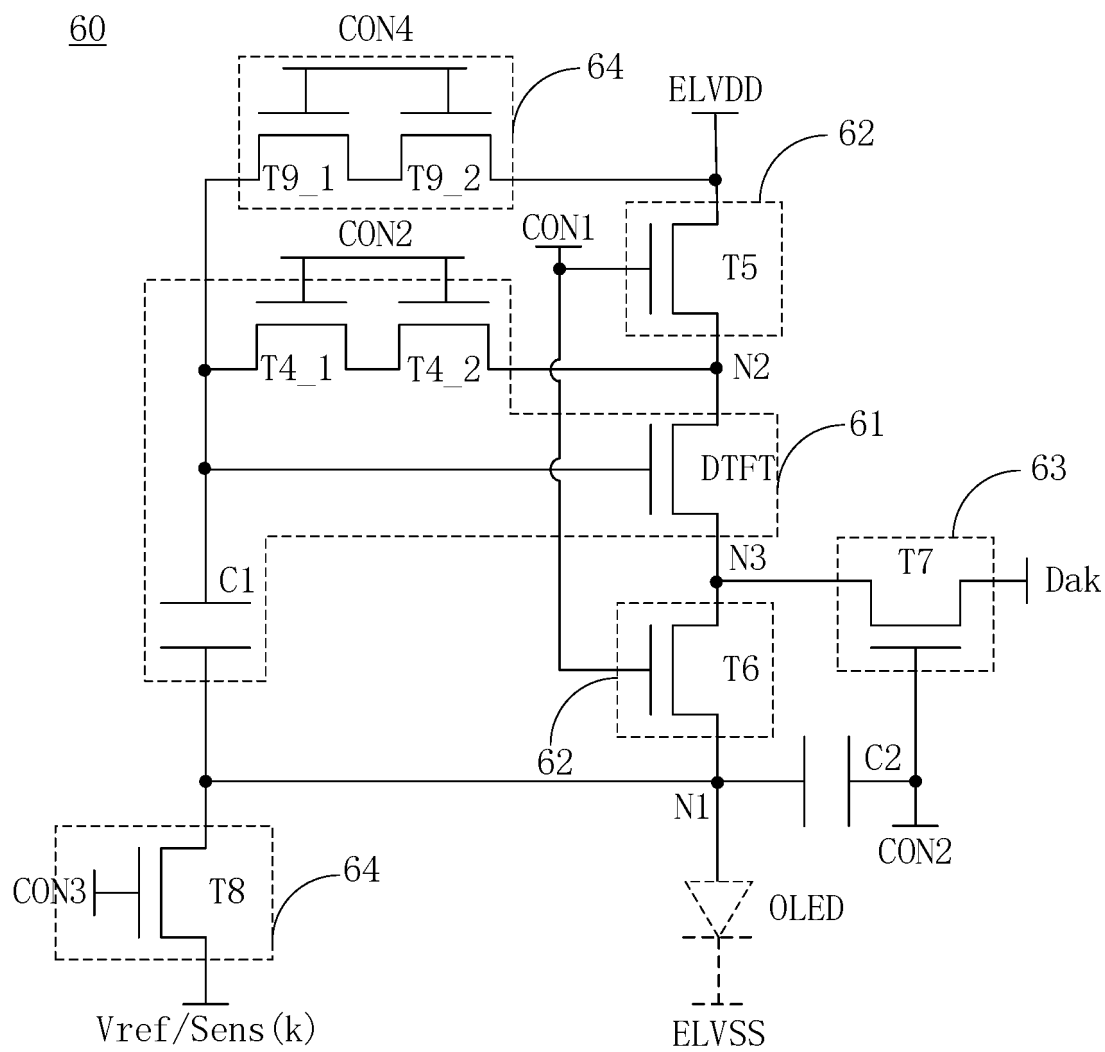 60
CON4
64
ELVDD
62
T9_1
T9_2
CON1
CON2
T5
T4_1
T4_2
N2
61
DTFT
63
N3
T7
C1
Dak
T6
62
C2
N1
CON2
CON3
T8
64
OLED
Vref/Sens(k)
ELVSS